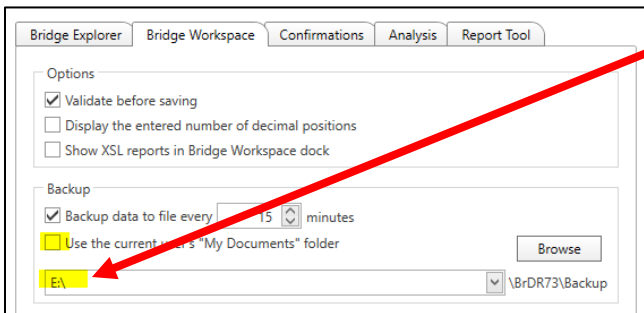 Bridge Explorer Bridge Workspace Confirmations Analysis Report Tool
Options
Validate before saving
Display the entered number of decimal positions
Show XSL reports in Bridge Workspace dock
Backup
Backup data to file every 15 minutes
Use the current user's "My Documents" folder
Browse
E:\ \BrDR73\Backup